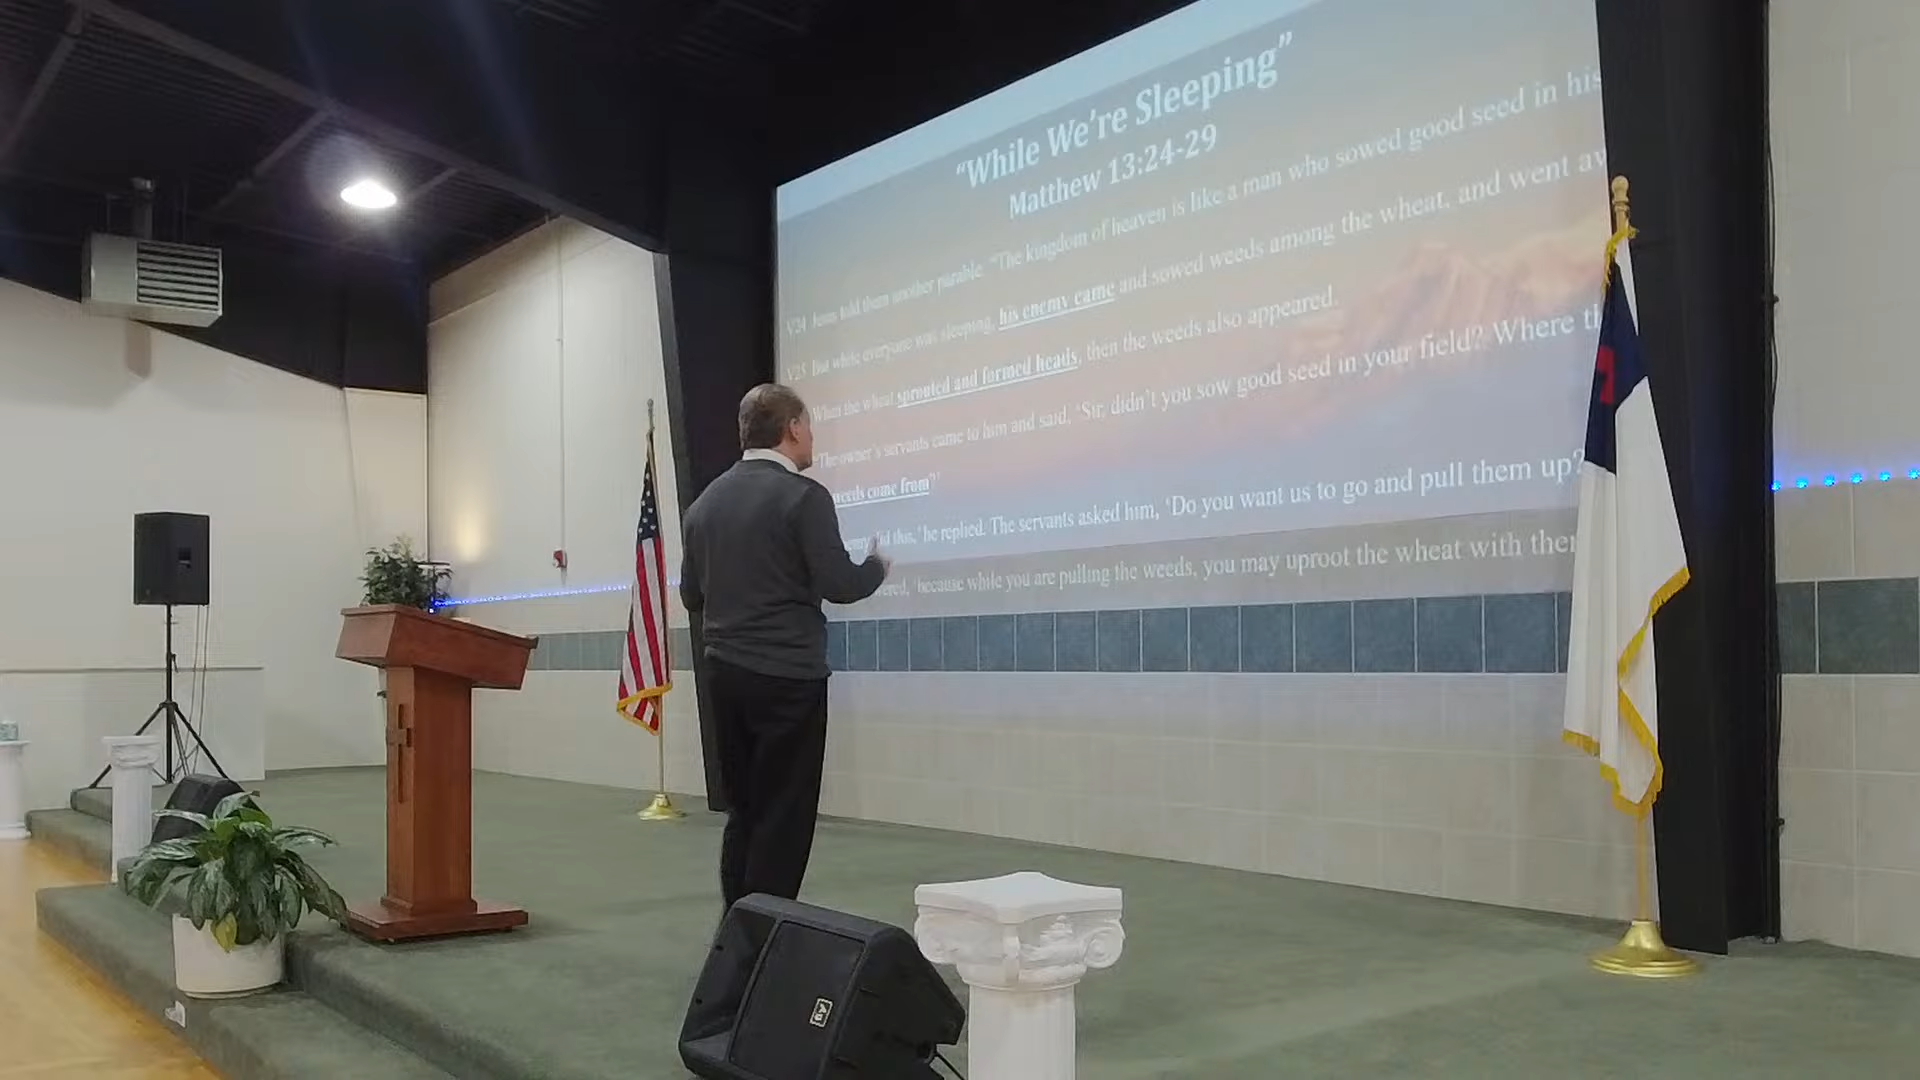 “While We’re Sleeping”
Matthew 13:24-29
V24 Jesus told them another parable: “The kingdom of heaven is like a man who sowed good seed in his
V25 But while everyone was sleeping, his enemy came and sowed weeds among the wheat, and went
When the wheat sprouted and formed heads, then the weeds also appeared.
“The owner’s servants came to him and said, ‘Sir, didn’t you sow good seed in your field? Where
weeds come from?’
did this,’ he replied. The servants asked him, ‘Do you want us to go and pull them up?
‘because while you are pulling the weeds, you may uproot the wheat with